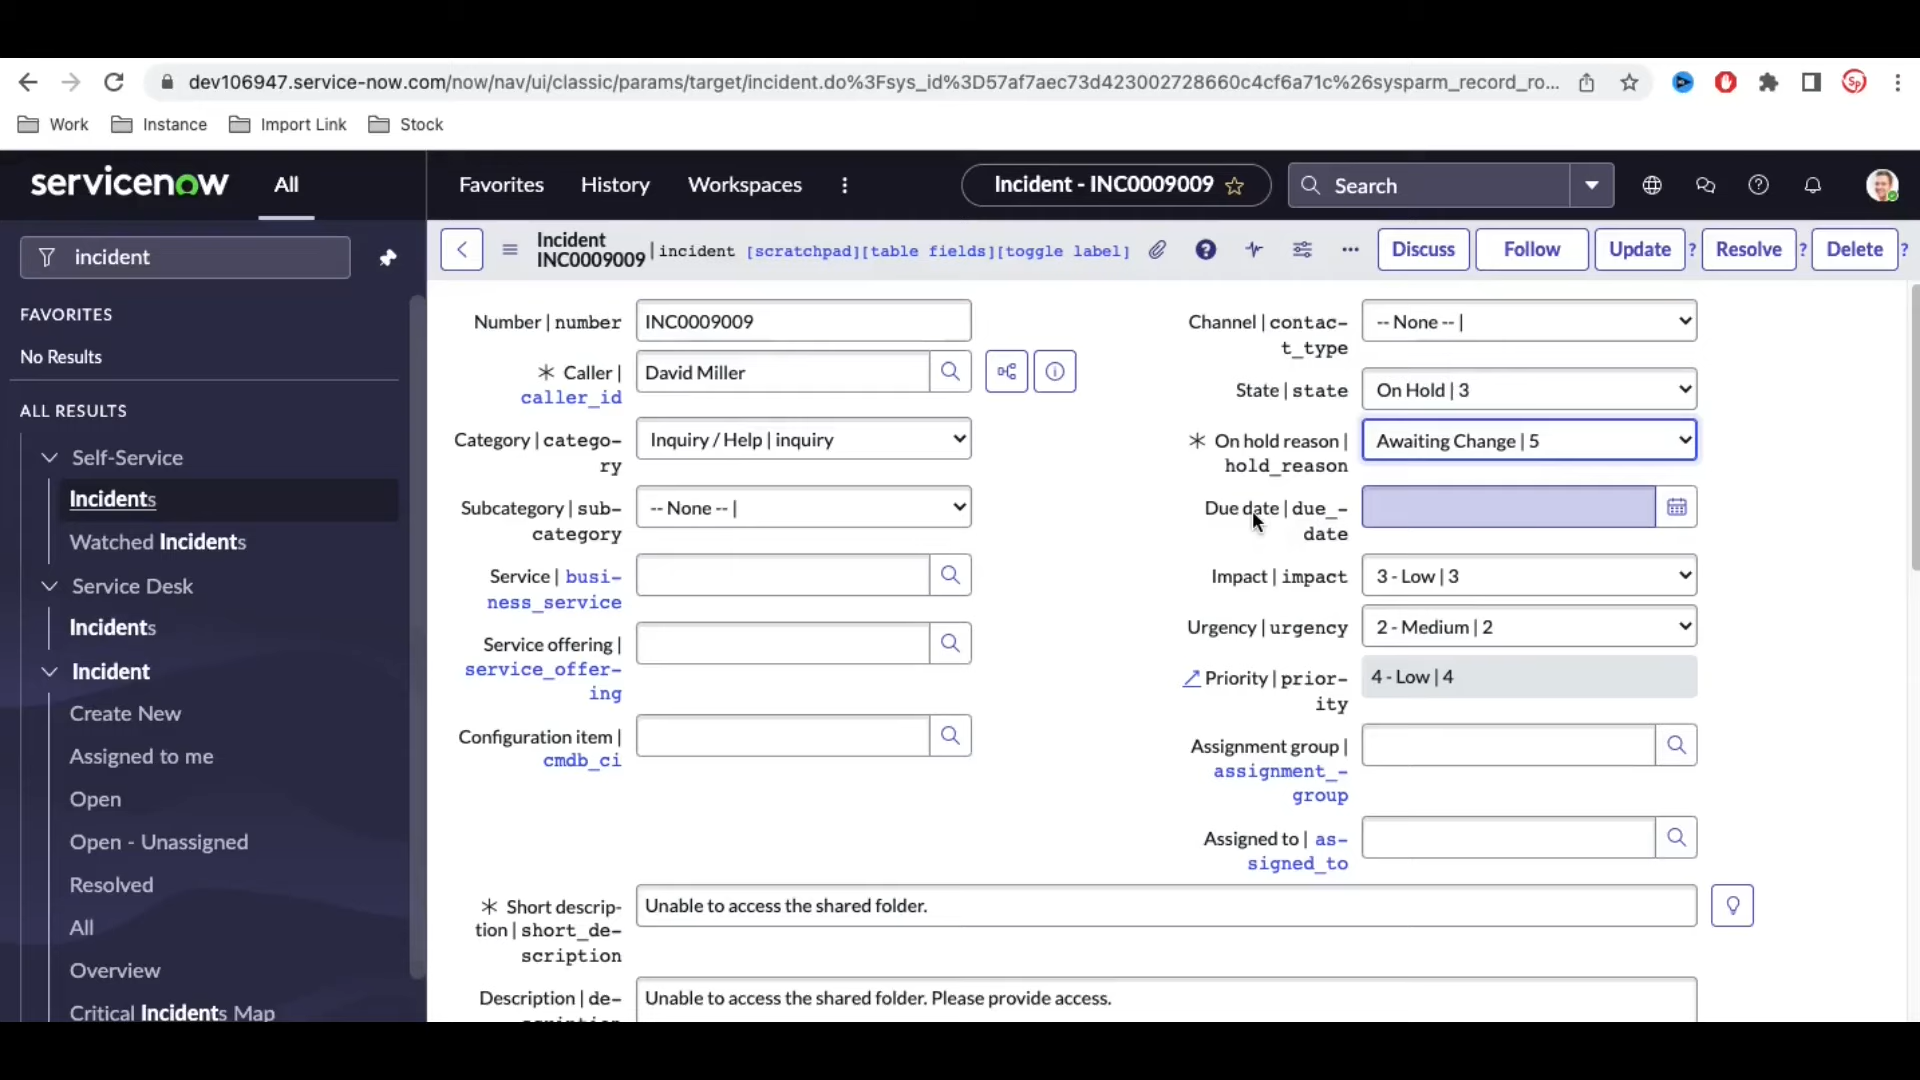 dev106947.service-now.com/now/nav/ui/classic/params/target/incident.do%3Fsys_id%3D57af7aec73d423002728660c4cf6a71c%26sysparm_record_ro...
Sp
Work Instance Import Link Stock
servicenow All Favorites History Workspaces Incident - INC0009009 Search
incident
FAVORITES
No Results
ALL RESULTS
Self-Service
Incidents
Watched Incidents
Service Desk
Incidents
Incident
Create New
Assigned to me
Open
Open - Unassigned
Resolved
All
Overview
Critical Incidents Map
Incident
INC0009009 | incident [scratchpad][table fields][toggle label] Discuss Follow Update ? Resolve ? Delete ?
Number | number INC0009009
Caller | David Miller
caller_id
Category | catego-
ry
Inquiry / Help | inquiry
Subcategory | sub-
category
-- None -- |
Service | busi-
ness_service
Service offering |
service_offer-
ing
Configuration item |
cmdb_ci
Channel | contac-
t_type
-- None -- |
State | state On Hold | 3
On hold reason |
hold_reason
Awaiting Change | 5
Due date | due_-
date
Impact | impact 3 - Low | 3
Urgency | urgency 2 - Medium | 2
Priority | prior-
ity
4 - Low | 4
Assignment group |
assignment_-
group
Assigned to | as-
signed_to
Short descrip-
tion | short_de-
scription
Unable to access the shared folder.
Description | de-
Unable to access the shared folder. Please provide access.